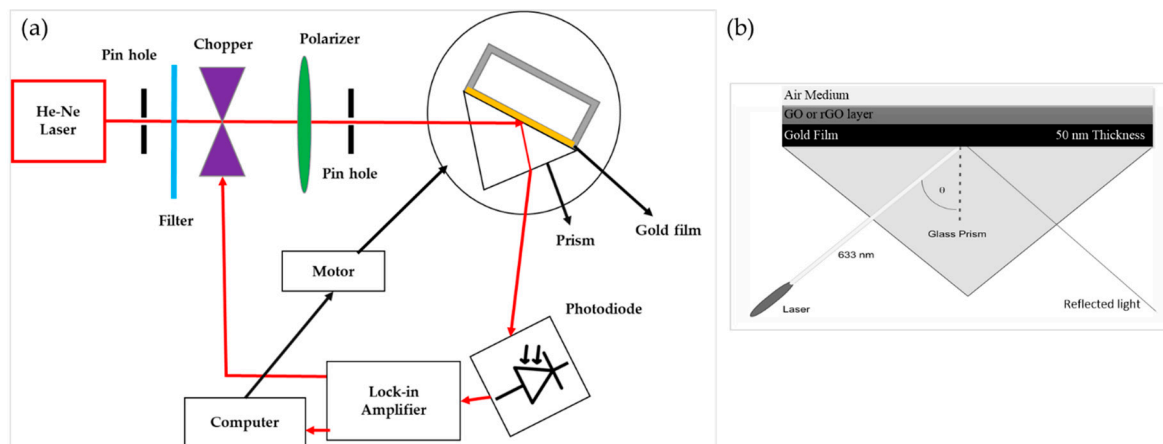 (a)
Pin hole
Chopper
Polarizer
He-Ne
Laser
Pin hole
Filter
Prism
Gold film
Motor
Photodiode
Lock-in
Amplifier
Computer
(b)
Air Medium
GO or rGO layer
Gold Film 50 nm Thickness
θ
Glass Prism
633 nm
Laser
Reflected light